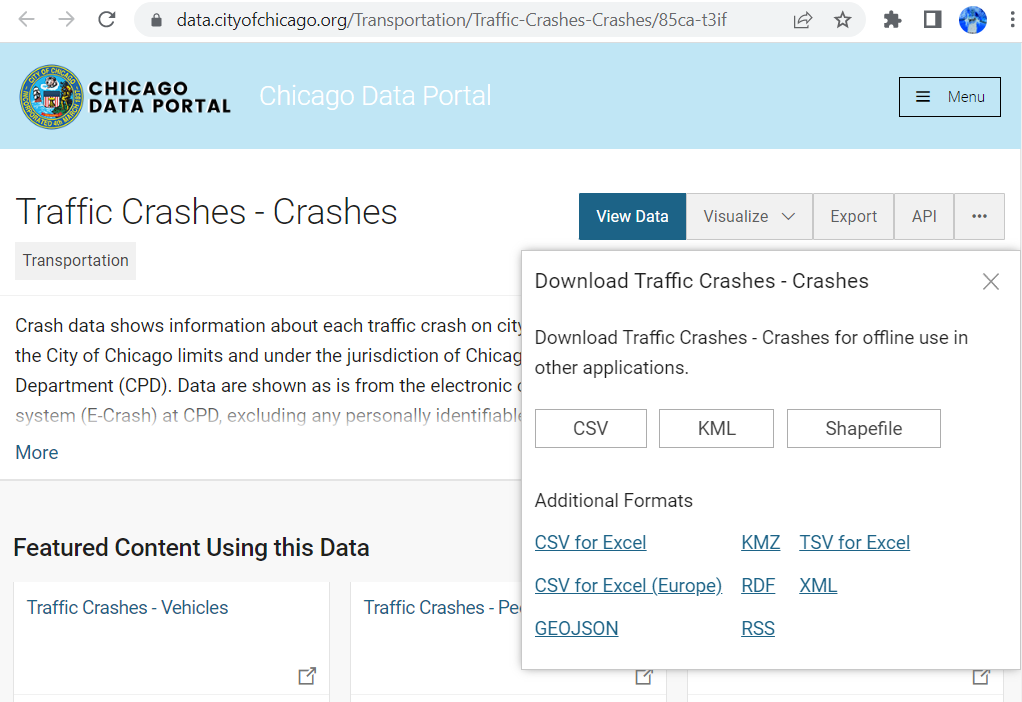 data.cityofchicago.org/Transportation/Traffic-Crashes-Crashes/85ca-t3if
CHICAGO
DATA PORTAL
Chicago Data Portal
Menu
Traffic Crashes - Crashes
View Data
Visualize
Export
API
Transportation
Crash data shows information about each traffic crash on city
the City of Chicago limits and under the jurisdiction of Chicag
Department (CPD). Data are shown as is from the electronic c
system (E-Crash) at CPD, excluding any personally identifiable
More
Download Traffic Crashes - Crashes
Download Traffic Crashes - Crashes for offline use in
other applications.
CSV
KML
Shapefile
Additional Formats
CSV for Excel
KMZ
TSV for Excel
CSV for Excel (Europe)
RDF
XML
GEOJSON
RSS
Featured Content Using this Data
Traffic Crashes - Vehicles
Traffic Crashes - Pe